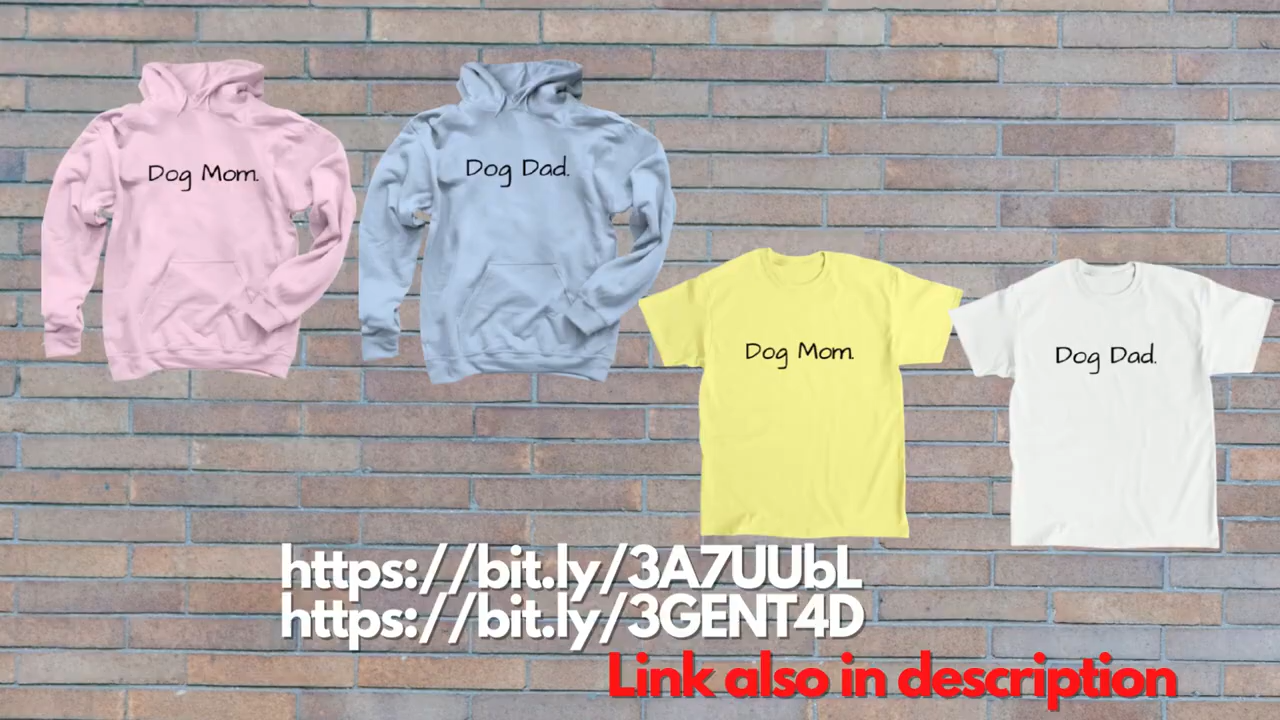 Dog Mom.
Dog Dad.
Dog Mom.
Dog Dad.
https://bit.ly/3A7UUbL
https://bit.ly/3GENT4D
Link also in description